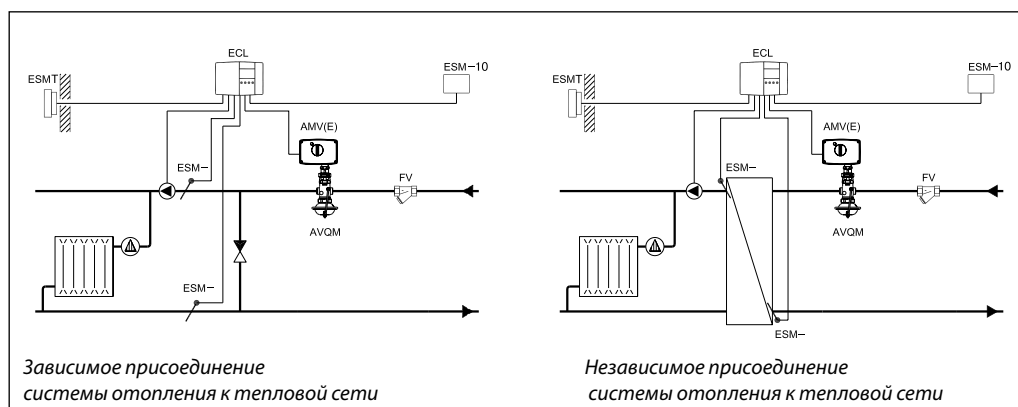 ECL
ESMT
ESM-10
AMV(E)
ESM-
FV
AVQM
ESM-
Зависимое присоединение
системы отопления к тепловой сети
ECL
ESMT
ESM-10
AMV(E)
ESM-
FV
AVQM
ESM-
Независимое присоединение
системы отопления к тепловой сети